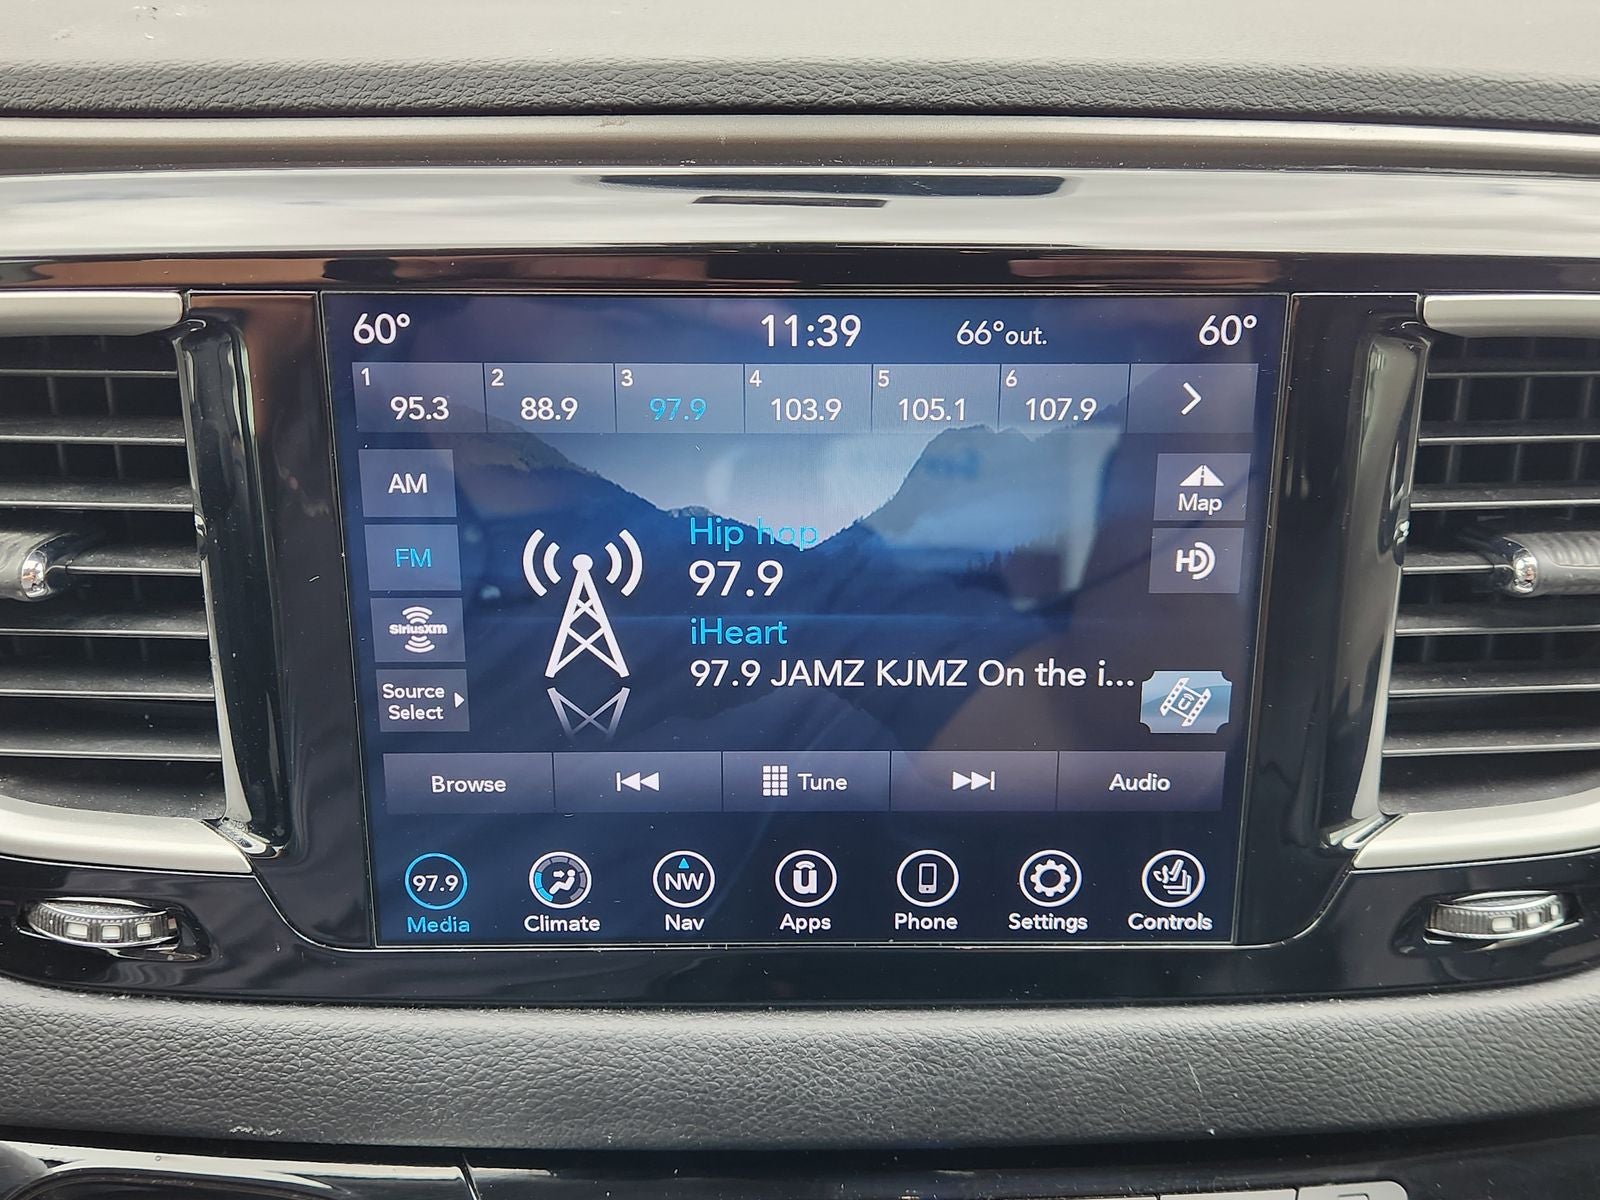 60° 11:39 66° out. 60°
1 2 3 4 5 6
95.3 88.9 97.9 103.9 105.1 107.9
AM
Map
FM
HD
SiriusXM
Source
Select
Hip hop
97.9
iHeart
97.9 JAMZ KJMZ On the i...
Browse Tune Audio
97.9 NW u
Media Climate Nav Apps Phone Settings Controls